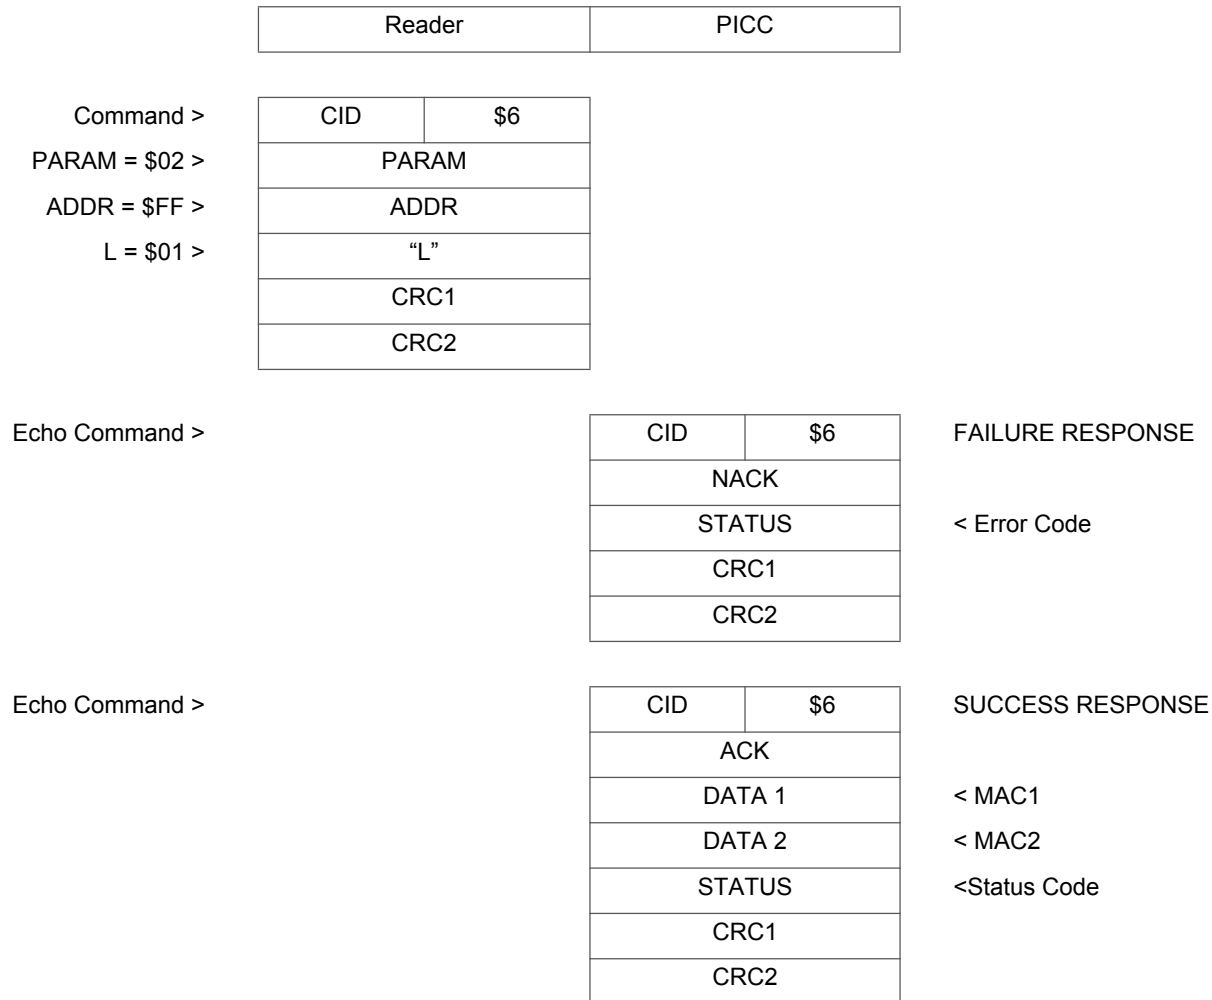 Reader PICC
Command > CID $6
PARAM = $02 > PARAM
ADDR = $FF > ADDR
L = $01 > “L”
CRC1
CRC2
Echo Command > CID $6 FAILURE RESPONSE
NACK
STATUS < Error Code
CRC1
CRC2
Echo Command > CID $6 SUCCESS RESPONSE
ACK
DATA 1 < MAC1
DATA 2 < MAC2
STATUS <Status Code
CRC1
CRC2